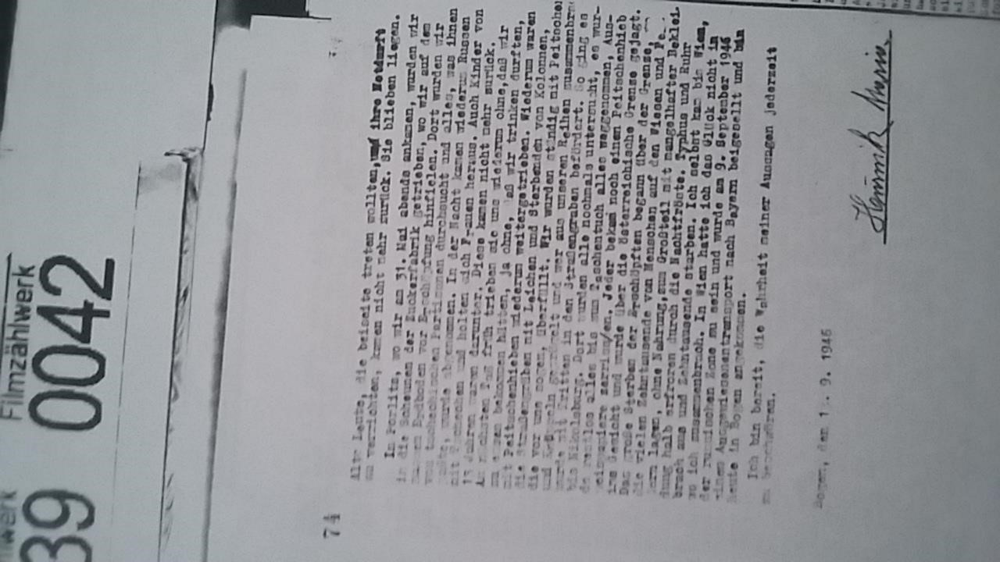 Filmzählwerk
39 0042
74
Alte Leute, die beiseite treten wollten, und ihre Notdurft
zu verrichten, kamen nicht mehr zurück. Sie blieben liegen.
In Porlitz, wo wir am 31. Mai abends ankamen, wurden wir
in die Scheunen der Zuckerfabrik getrieben, wo wir auf dem
Erdboden vor Erschöpfung hinfielen. Dort wurden wir
von tschechischen Partisanen durchsucht und alles, was ihnen
wurde abgenommen. In der Nacht kamen wiederum Russen
mit Tschechen und holten sich Frauen heraus. Auch Kinder von
Jahren waren darunter. Diese kamen nicht mehr zurück.
Am nächsten Tag früh trieben sie uns wiederum ohne, daß wir
zu essen bekommen hätten, ja ohne, daß wir trinken durften,
mit Peitschenhieben wiederum weitergetrieben. Wiederum waren
die Straßengräben mit Leichen und Sterbenden von Kolonnen,
die vor uns zogen, überfüllt. Wir wurden ständig mit Peitschen
und Knüppeln geprügelt und wer aus unseren Reihen zusammenbrach
wurde mit Tritten in den Straßengraben befördert. So ging es
bis Nikolsburg. Dort wurden alle nochmals untersucht, es wur-
de restlos alles bis zum Taschentuch alles weggenommen, Aus-
weispapiere zerrissen. Jeder bekam noch einen Peitschenhieb
ins Gesicht und wurde über die österreichische Grenze gejagt.
Das große Sterben der Erschöpften begann über der Grenze,
die vielen Zehntausende von Menschen auf den Wiesen und Fe-
dern lagen, ohne Nahrung, zum Großteil mit mangelhafter Beklei-
dung halb erfroren durch die Nachtfröste. Typhus und Ruhr
brach aus und Zehntausende starben. Ich selbst kam bis Wien,
wo ich zusammenbrach. In Wien hatte ich das Glück nicht in
der russischen Zone zu sein und wurde am 9. September 1946
einem Ausgewiesenentransport nach Bayern beigesellt und bin
heute in Bogen angekommen.
Ich bin bereit, die Wahrheit meiner Aussagen jederzeit
zu beschwören.
Bogen, den 1 . 9. 1946